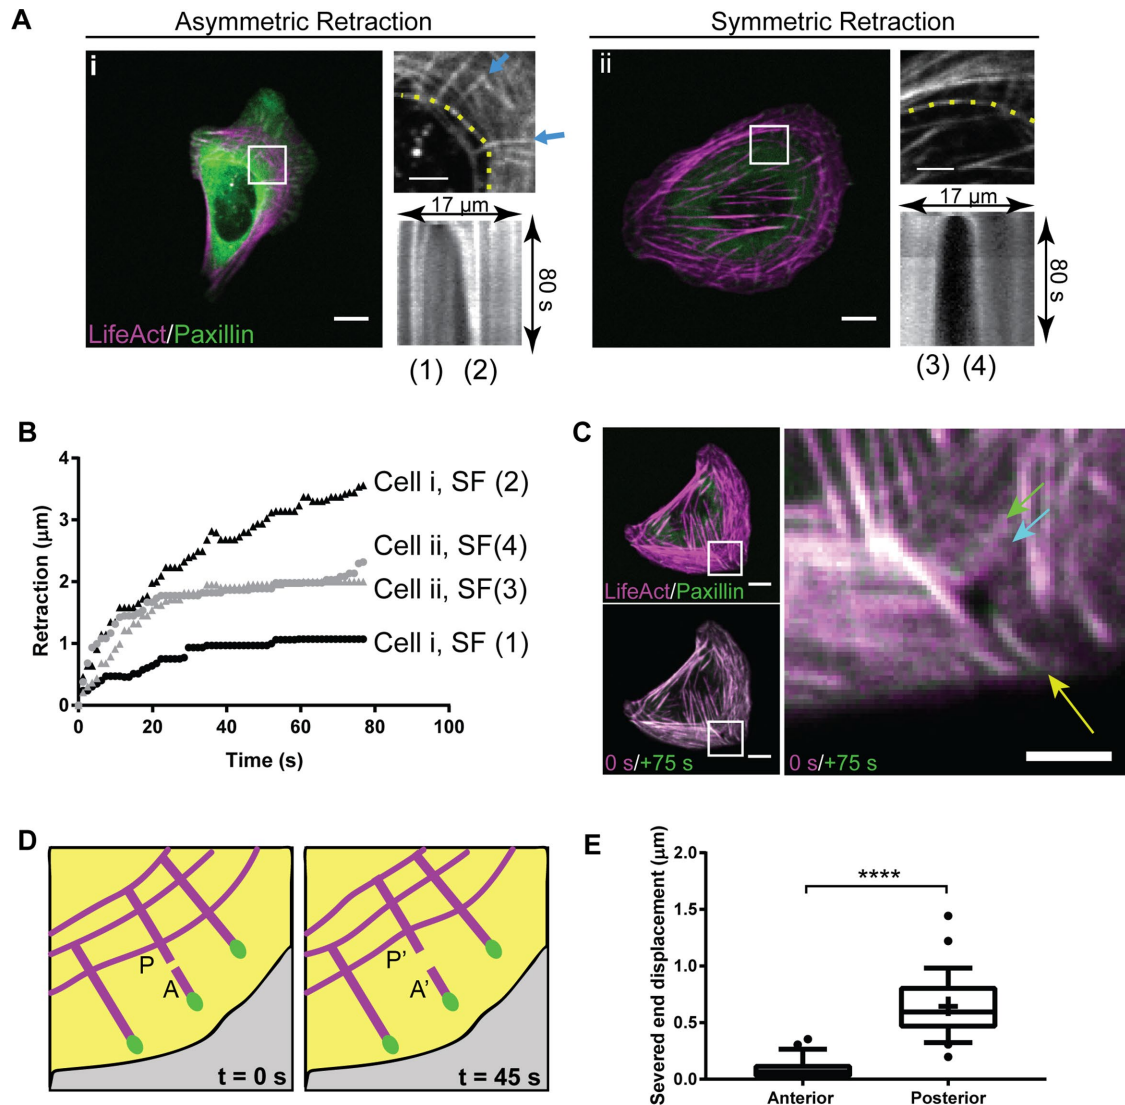 A
Asymmetric Retraction
Symmetric Retraction
i
LifeAct/Paxillin
17 µm
80 s
(1) (2)
ii
17 µm
80 s
(3) (4)
B
Retraction (µm)
4
3
2
1
0
0 20 40 60 80 100
Time (s)
Cell i, SF (2)
Cell ii, SF(4)
Cell ii, SF(3)
Cell i, SF (1)
C
LifeAct/Paxillin
0 s/+75 s
0 s/+75 s
D
P
A
t = 0 s
P'
A'
t = 45 s
E
Severed end displacement (µm)
2.0
1.5
1.0
0.5
0.0
****
Anterior Posterior